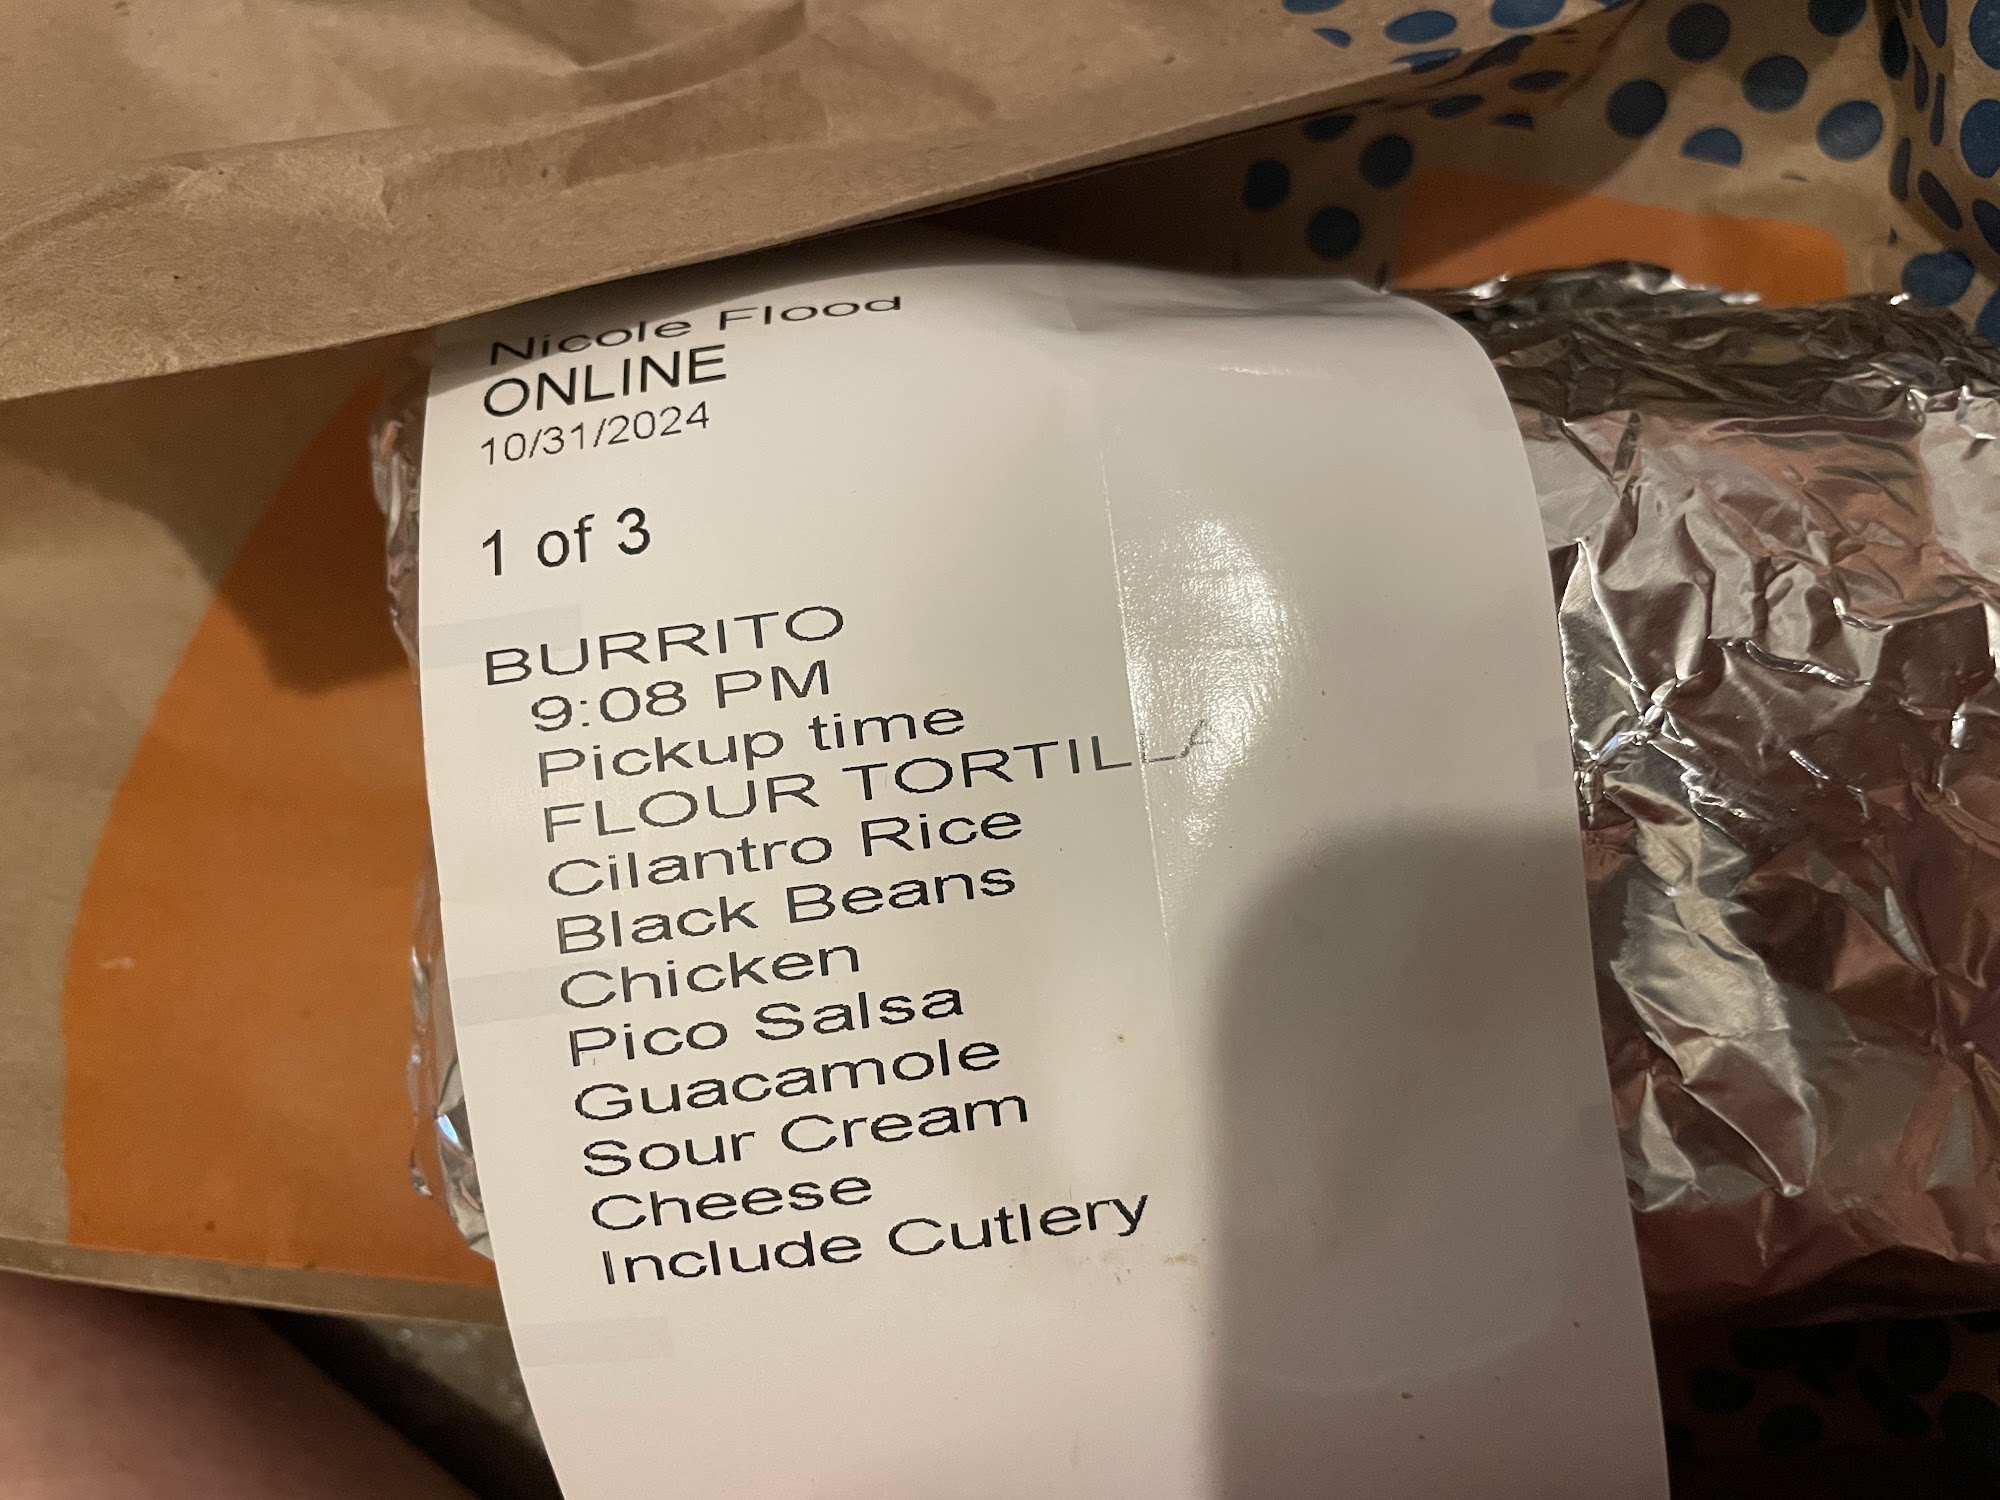 Nicole Flood
ONLINE
10/31/2024
1 of 3
BURRITO
9:08 PM
Pickup time
FLOUR TORTILLA
Cilantro Rice
Black Beans
Chicken
Pico Salsa
Guacamole
Sour Cream
Cheese
Include Cutlery